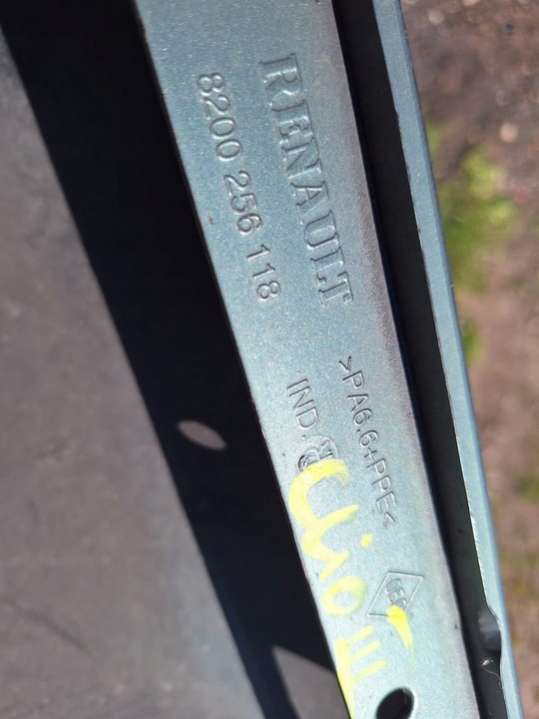 RENAULT
8200 256 118
>PA6.6+PPE<
IND.
Clio III